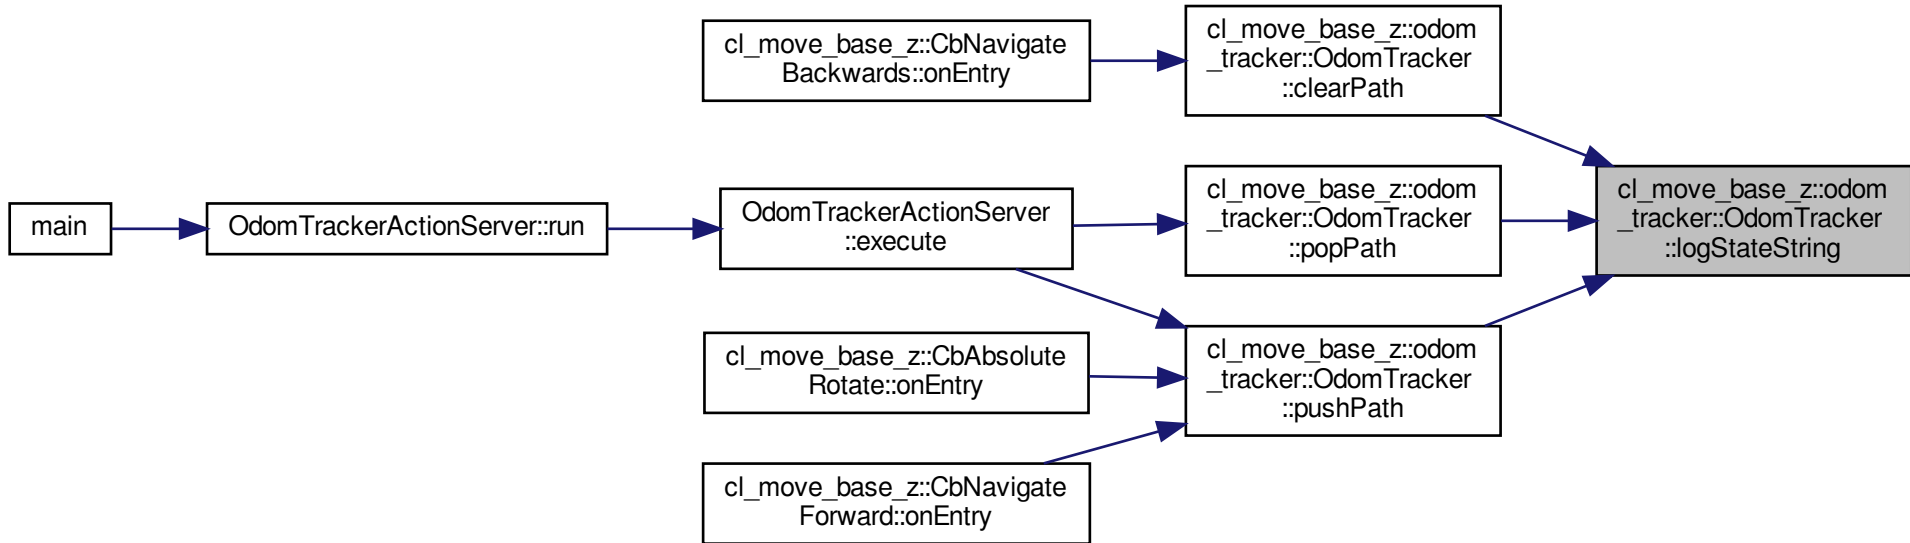 cl_move_base_z::CbNavigate
Backwards::onEntry
cl_move_base_z::odom
_tracker::OdomTracker
::clearPath
main
OdomTrackerActionServer::run
OdomTrackerActionServer
::execute
cl_move_base_z::odom
_tracker::OdomTracker
::popPath
cl_move_base_z::odom
_tracker::OdomTracker
::logStateString
cl_move_base_z::CbAbsolute
Rotate::onEntry
cl_move_base_z::odom
_tracker::OdomTracker
::pushPath
cl_move_base_z::CbNavigate
Forward::onEntry